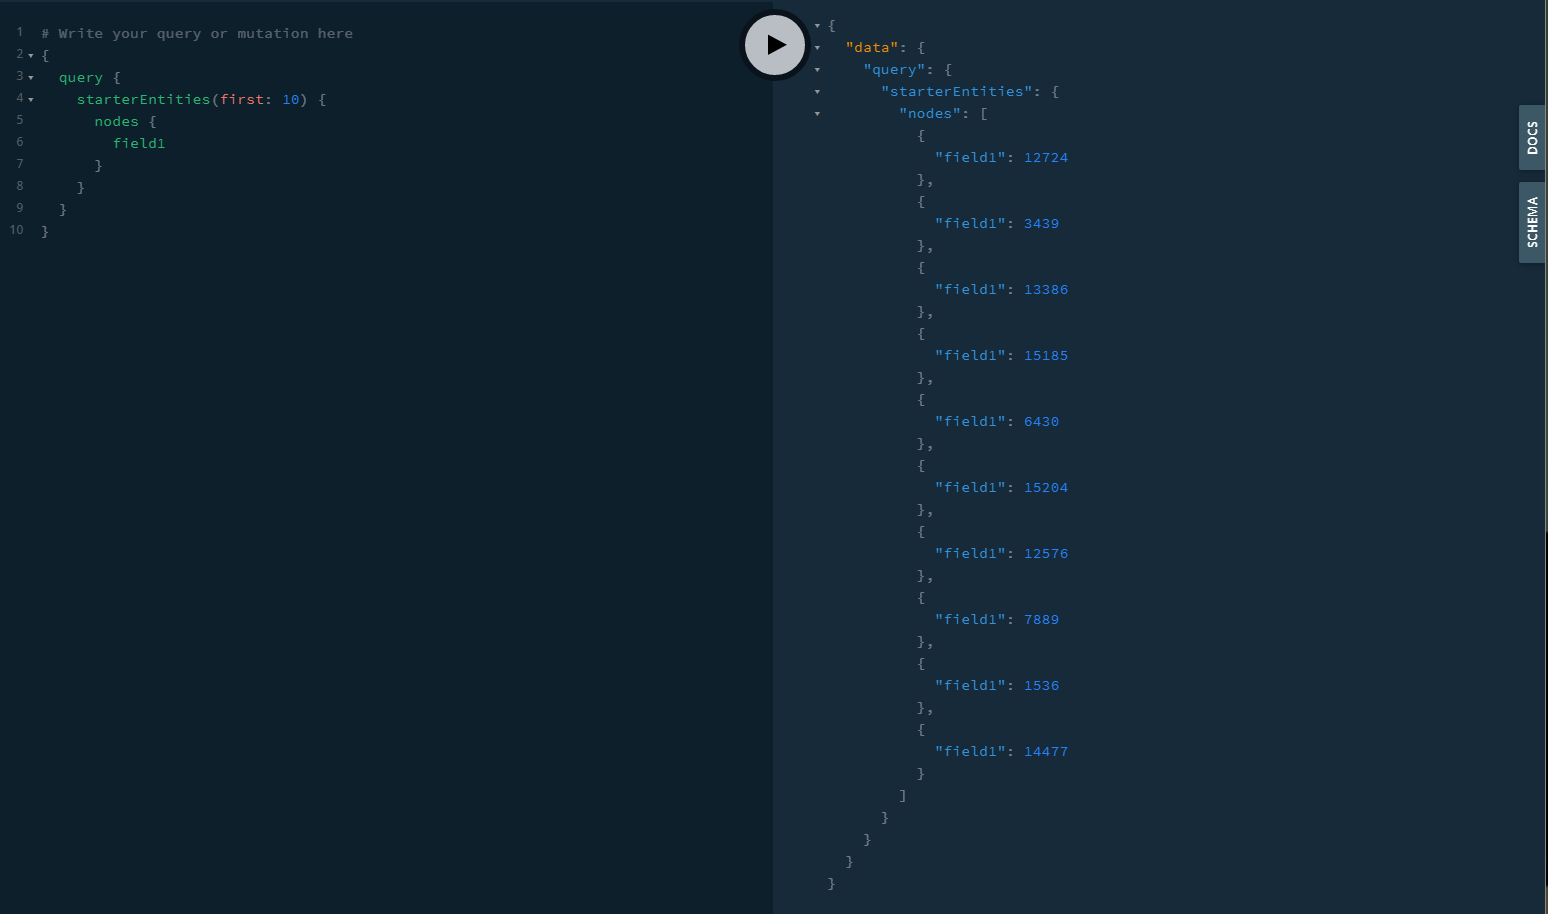 1 # Write your query or mutation here
2 {
3 query {
4 starterEntities(first: 10) {
5 nodes {
6 field1
7 }
8 }
9 }
10 }
{
"data": {
"query": {
"starterEntities": {
"nodes": [
{
"field1": 12724
},
{
"field1": 3439
},
{
"field1": 13386
},
{
"field1": 15185
},
{
"field1": 6430
},
{
"field1": 15204
},
{
"field1": 12576
},
{
"field1": 7889
},
{
"field1": 1536
},
{
"field1": 14477
}
]
}
}
}
}
DOCS
SCHEMA